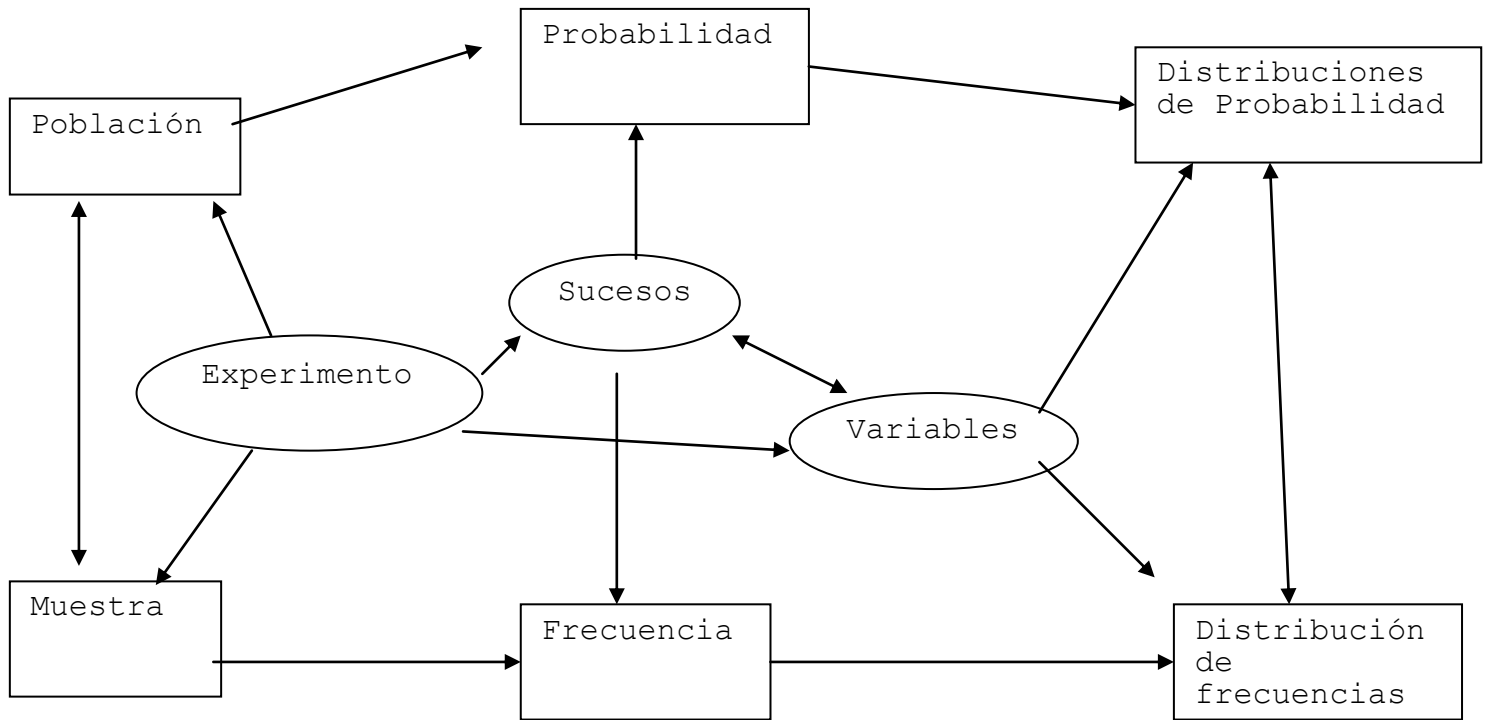 Probabilidad
Distribuciones
de Probabilidad
Población
Sucesos
Experimento
Variables
Muestra
Frecuencia
Distribución
de
frecuencias